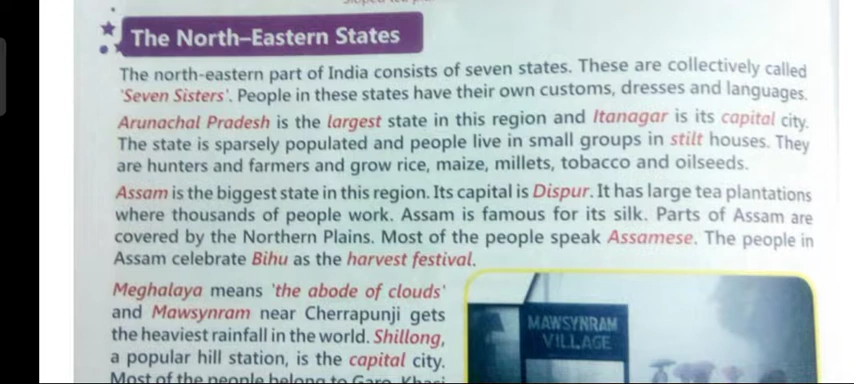 The North–Eastern States
The north-eastern part of India consists of seven states. These are collectively called
'Seven Sisters'. People in these states have their own customs, dresses and languages.
Arunachal Pradesh is the largest state in this region and Itanagar is its capital city.
The state is sparsely populated and people live in small groups in stilt houses. They
are hunters and farmers and grow rice, maize, millets, tobacco and oilseeds.
Assam is the biggest state in this region. Its capital is Dispur. It has large tea plantations
where thousands of people work. Assam is famous for its silk. Parts of Assam are
covered by the Northern Plains. Most of the people speak Assamese. The people in
Assam celebrate Bihu as the harvest festival.
Meghalaya means 'the abode of clouds'
and Mawsynram near Cherrapunji gets
the heaviest rainfall in the world. Shillong,
a popular hill station, is the capital city.
Most of the people belong to Garo, Khasi
MAWSYNRAM
VILLAGE